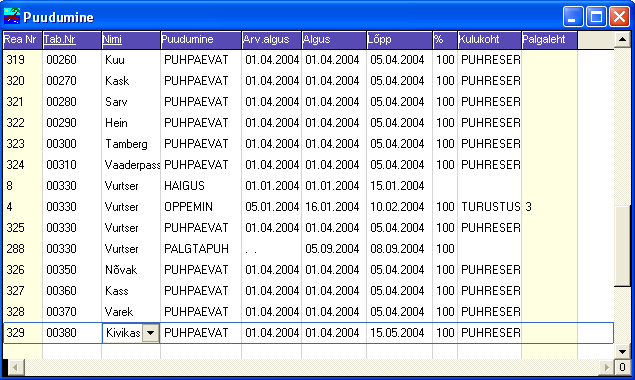 Puudumine
Rea Nr Tab.Nr Nimi Puudumine Arv.algus Algus Lõpp % Kulukoht Palgaleht
319 00260 Kuu PUHPAEVAT 01.04.2004 01.04.2004 05.04.2004 100 PUHRESER
320 00270 Kask PUHPAEVAT 01.04.2004 01.04.2004 05.04.2004 100 PUHRESER
321 00280 Sarv PUHPAEVAT 01.04.2004 01.04.2004 05.04.2004 100 PUHRESER
322 00290 Hein PUHPAEVAT 01.04.2004 01.04.2004 05.04.2004 100 PUHRESER
323 00300 Tamberg PUHPAEVAT 01.04.2004 01.04.2004 05.04.2004 100 PUHRESER
324 00310 Vaaderpass PUHPAEVAT 01.04.2004 01.04.2004 05.04.2004 100 PUHRESER
8 00330 Vurtser HAIGUS 01.01.2004 01.01.2004 15.01.2004
4 00330 Vurtser OPPEMIN 05.01.2004 16.01.2004 10.02.2004 100 TURUSTUS 3
325 00330 Vurtser PUHPAEVAT 01.04.2004 01.04.2004 05.04.2004 100 PUHRESER
288 00330 Vurtser PALGTAPUH . . 05.09.2004 08.09.2004 100
326 00350 Nõvak PUHPAEVAT 01.04.2004 01.04.2004 05.04.2004 100 PUHRESER
327 00360 Kass PUHPAEVAT 01.04.2004 01.04.2004 05.04.2004 100 PUHRESER
328 00370 Varek PUHPAEVAT 01.04.2004 01.04.2004 05.04.2004 100 PUHRESER
329 00380 Kivikas PUHPAEVAT 01.04.2004 01.04.2004 15.05.2004 100 PUHRESER
0